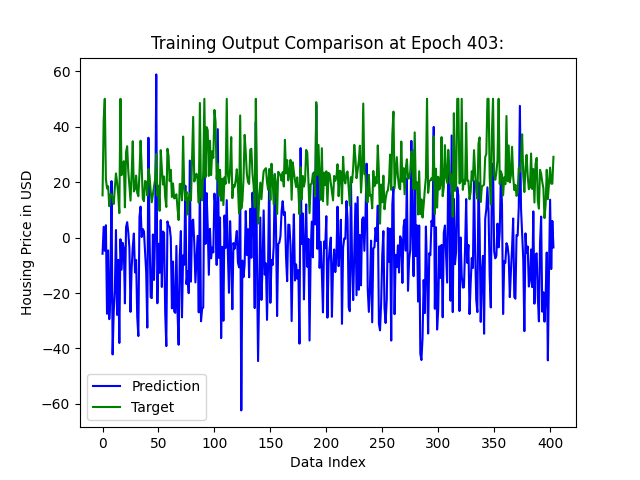 Training Output Comparison at Epoch 403:
Housing Price in USD
60
40
20
0
−20
−40
−60
Prediction
Target
0 50 100 150 200 250 300 350 400
Data Index